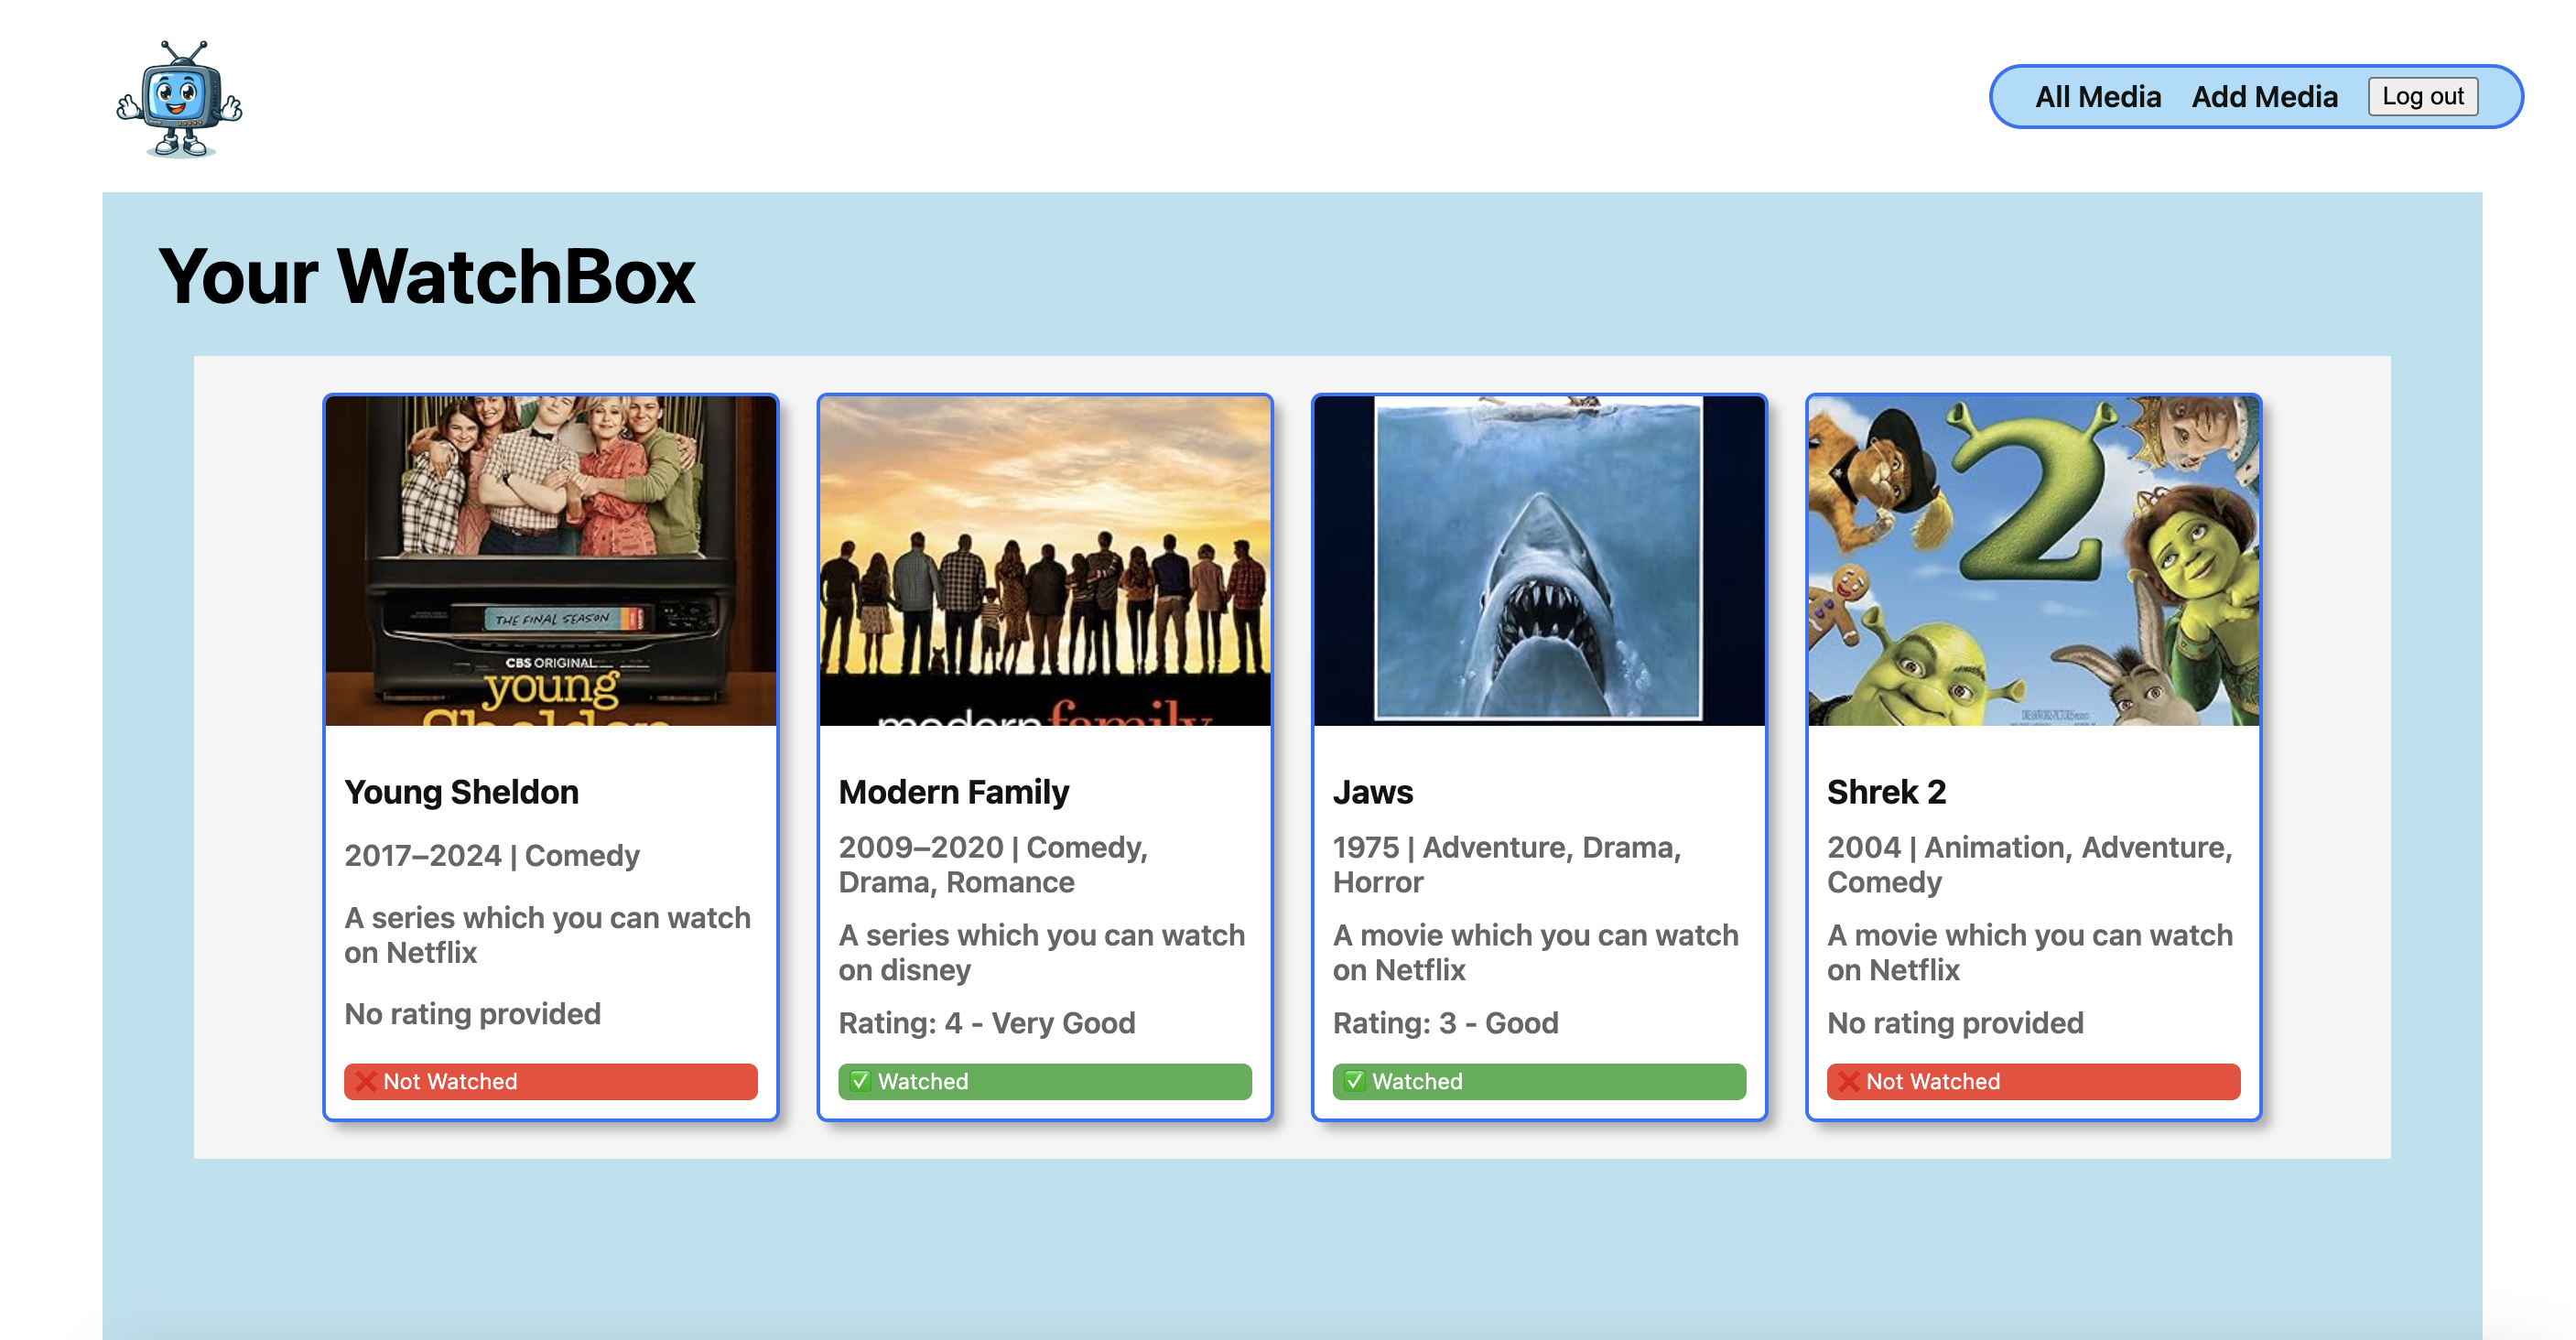 All Media Add Media Log out
Your WatchBox
THE FINAL SEASON
CBS ORIGINAL
young
Sheldon
modern family
2
Young Sheldon
2017–2024 | Comedy
A series which you can watch
on Netflix
No rating provided
❌ Not Watched
Modern Family
2009–2020 | Comedy,
Drama, Romance
A series which you can watch
on disney
Rating: 4 - Very Good
✅ Watched
Jaws
1975 | Adventure, Drama,
Horror
A movie which you can watch
on Netflix
Rating: 3 - Good
✅ Watched
Shrek 2
2004 | Animation, Adventure,
Comedy
A movie which you can watch
on Netflix
No rating provided
❌ Not Watched